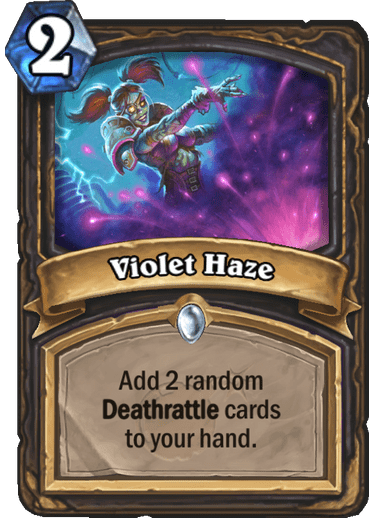 2
Violet Haze
Add 2 random
Deathrattle cards
to your hand.